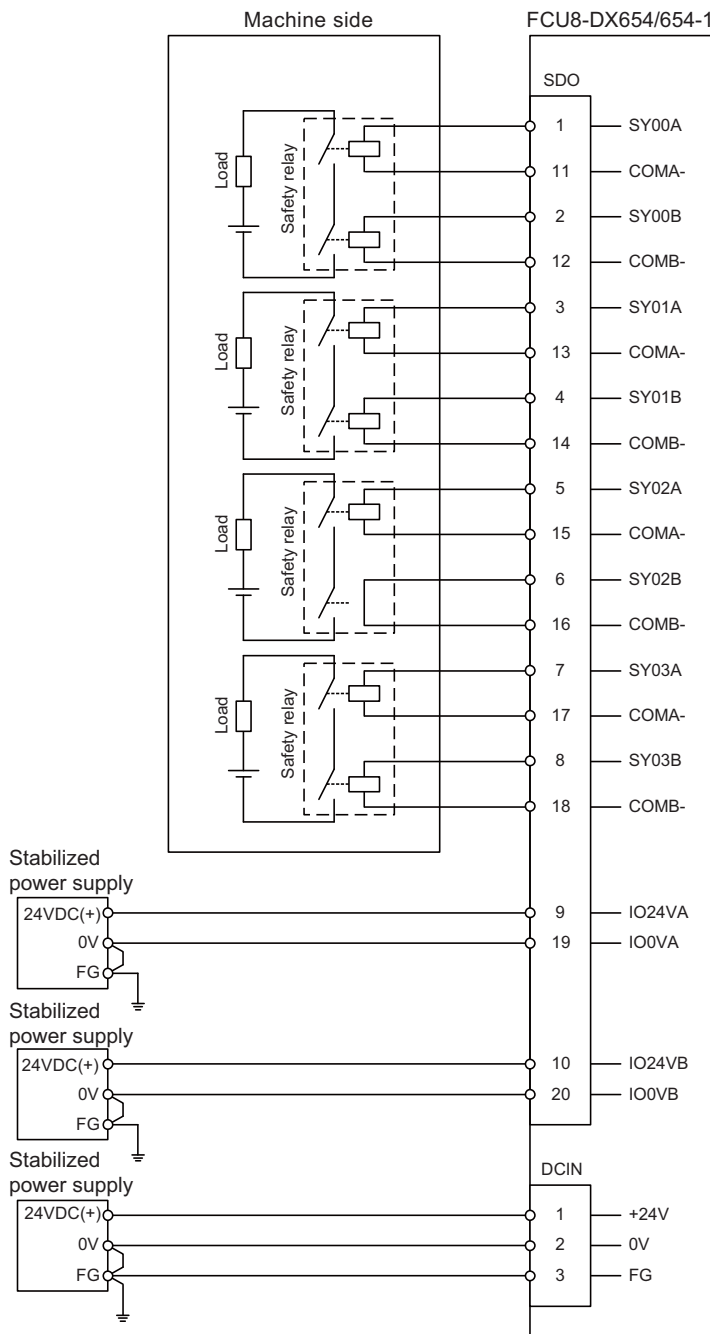 Machine side
FCU8-DX654/654-1
SDO
Load
Safety relay
1 SY00A
11 COMA-
2 SY00B
12 COMB-
Load
Safety relay
3 SY01A
13 COMA-
4 SY01B
14 COMB-
Load
Safety relay
5 SY02A
15 COMA-
6 SY02B
16 COMB-
Load
Safety relay
7 SY03A
17 COMA-
8 SY03B
18 COMB-
Stabilized
power supply
24VDC(+) 9 IO24VA
0V 19 IO0VA
FG
Stabilized
power supply
24VDC(+) 10 IO24VB
0V 20 IO0VB
FG
Stabilized
power supply
DCIN
24VDC(+) 1 +24V
0V 2 0V
FG 3 FG